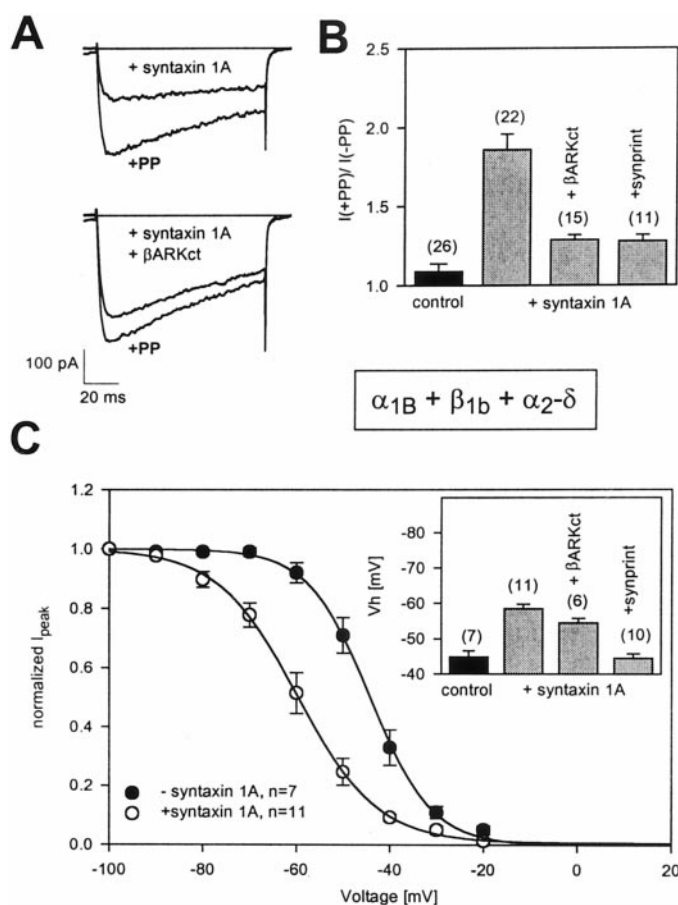 A
+ syntaxin 1A
+PP
+ syntaxin 1A
+ βARKct
+PP
100 pA
20 ms
B
I(+PP)/ I(-PP)
2.5
2.0
1.5
1.0
(26)
(22)
(15)
(11)
+ βARKct
+synprint
control
+ syntaxin 1A
α1B + β1b + α2-δ
C
normalized Ipeak
1.2
1.0
0.8
0.6
0.4
0.2
0.0
-100
-80
-60
-40
-20
0
20
Voltage [mV]
- syntaxin 1A, n=7
+syntaxin 1A, n=11
Vh [mV]
-80
-70
-60
-50
-40
(7)
(11)
(6)
(10)
+ βARKct
+synprint
control
+ syntaxin 1A